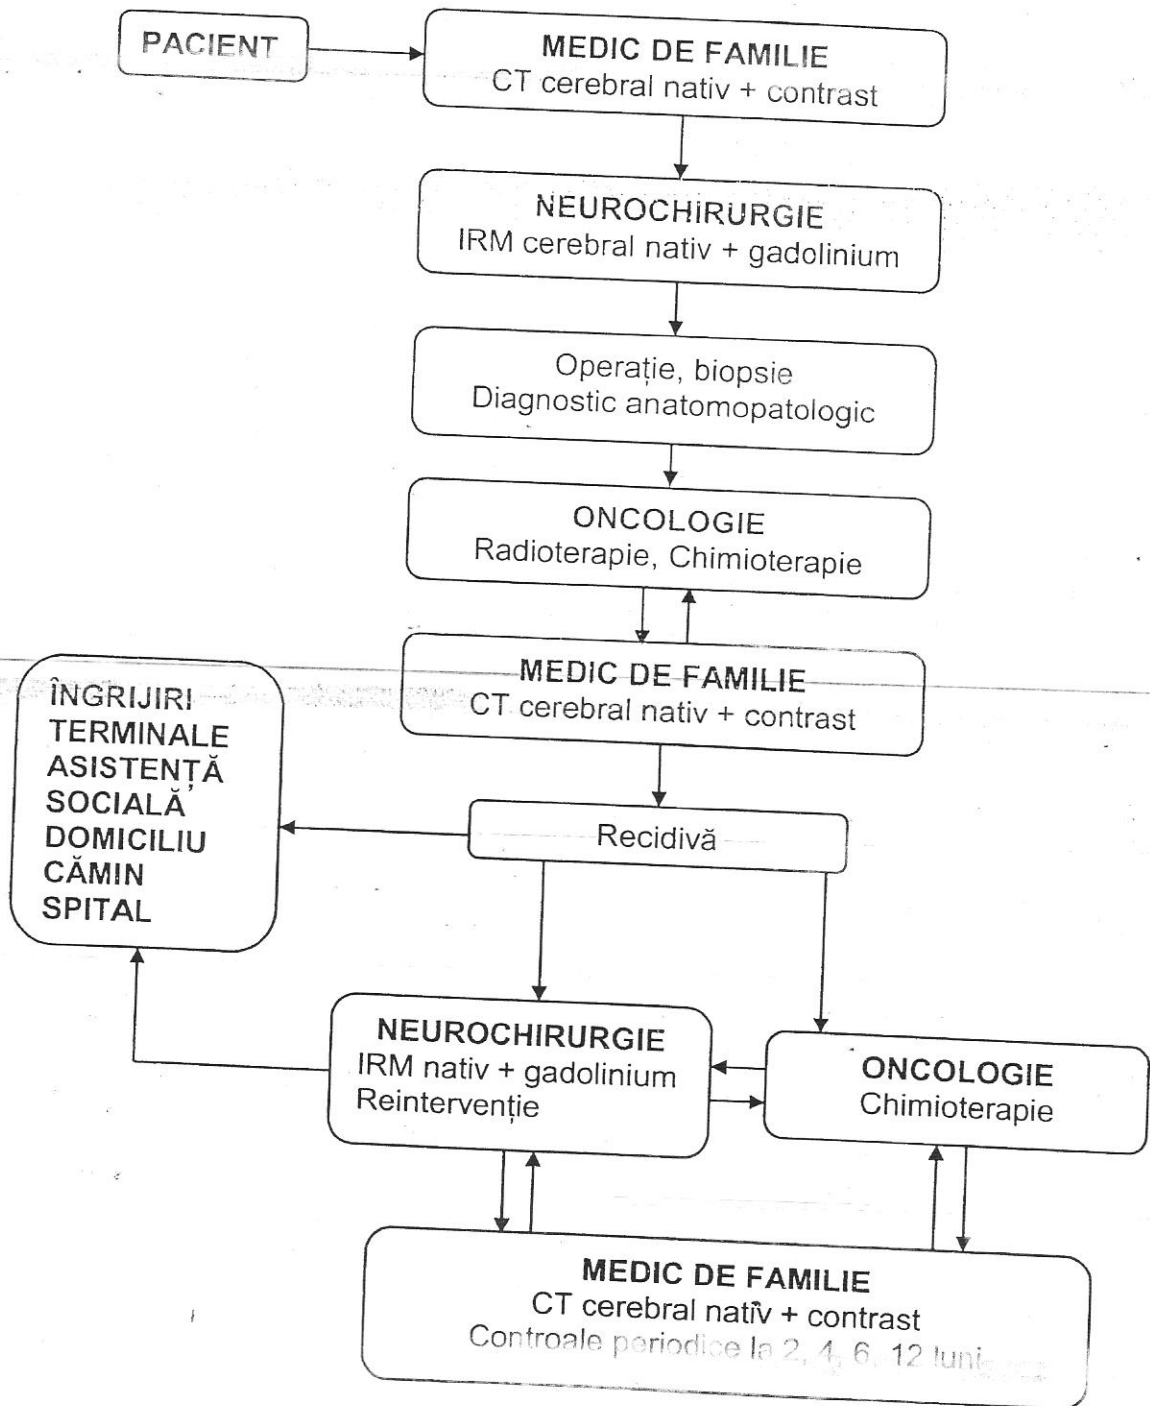 PACIENT
MEDIC DE FAMILIE
CT cerebral nativ + contrast
NEUROCHIRURGIE
IRM cerebral nativ + gadolinium
Operație, biopsie
Diagnostic anatomopatologic
ONCOLOGIE
Radioterapie, Chimioterapie
MEDIC DE FAMILIE
CT cerebral nativ + contrast
ÎNGRIJIRI
TERMINALE
ASISTENȚĂ
SOCIALĂ
DOMICILIU
CĂMIN
SPITAL
Recidivă
NEUROCHIRURGIE
IRM nativ + gadolinium
Reintervenție
ONCOLOGIE
Chimioterapie
MEDIC DE FAMILIE
CT cerebral nativ + contrast
Controale periodice la 2, 4, 6, 12 luni